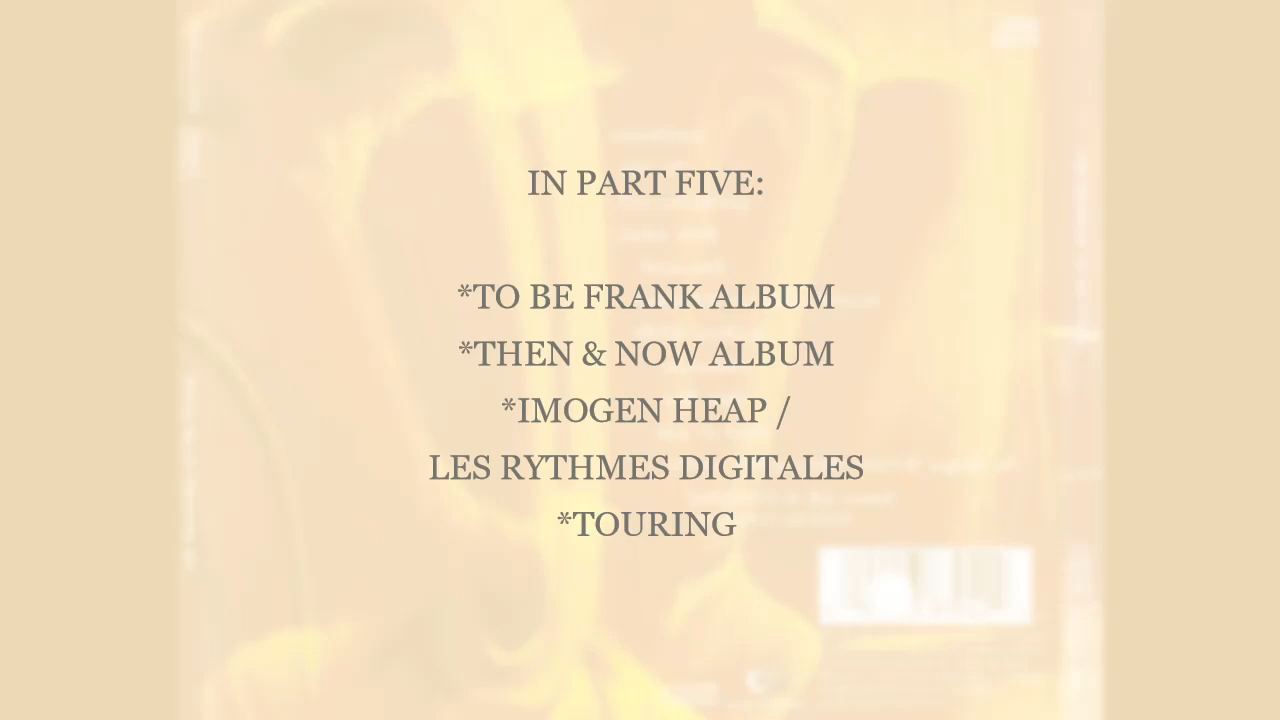 IN PART FIVE:
*TO BE FRANK ALBUM
*THEN & NOW ALBUM
*IMOGEN HEAP /
LES RYTHMES DIGITALES
*TOURING